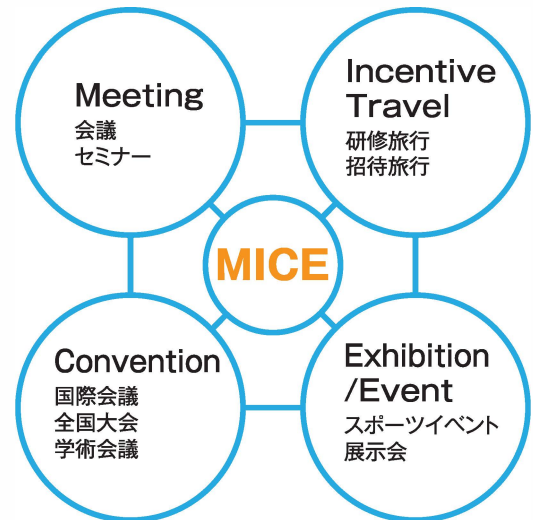 Meeting
会議
セミナー
Incentive
Travel
研修旅行
招待旅行
MICE
Convention
国際会議
全国大会
学術会議
Exhibition
/Event
スポーツイベント
展示会